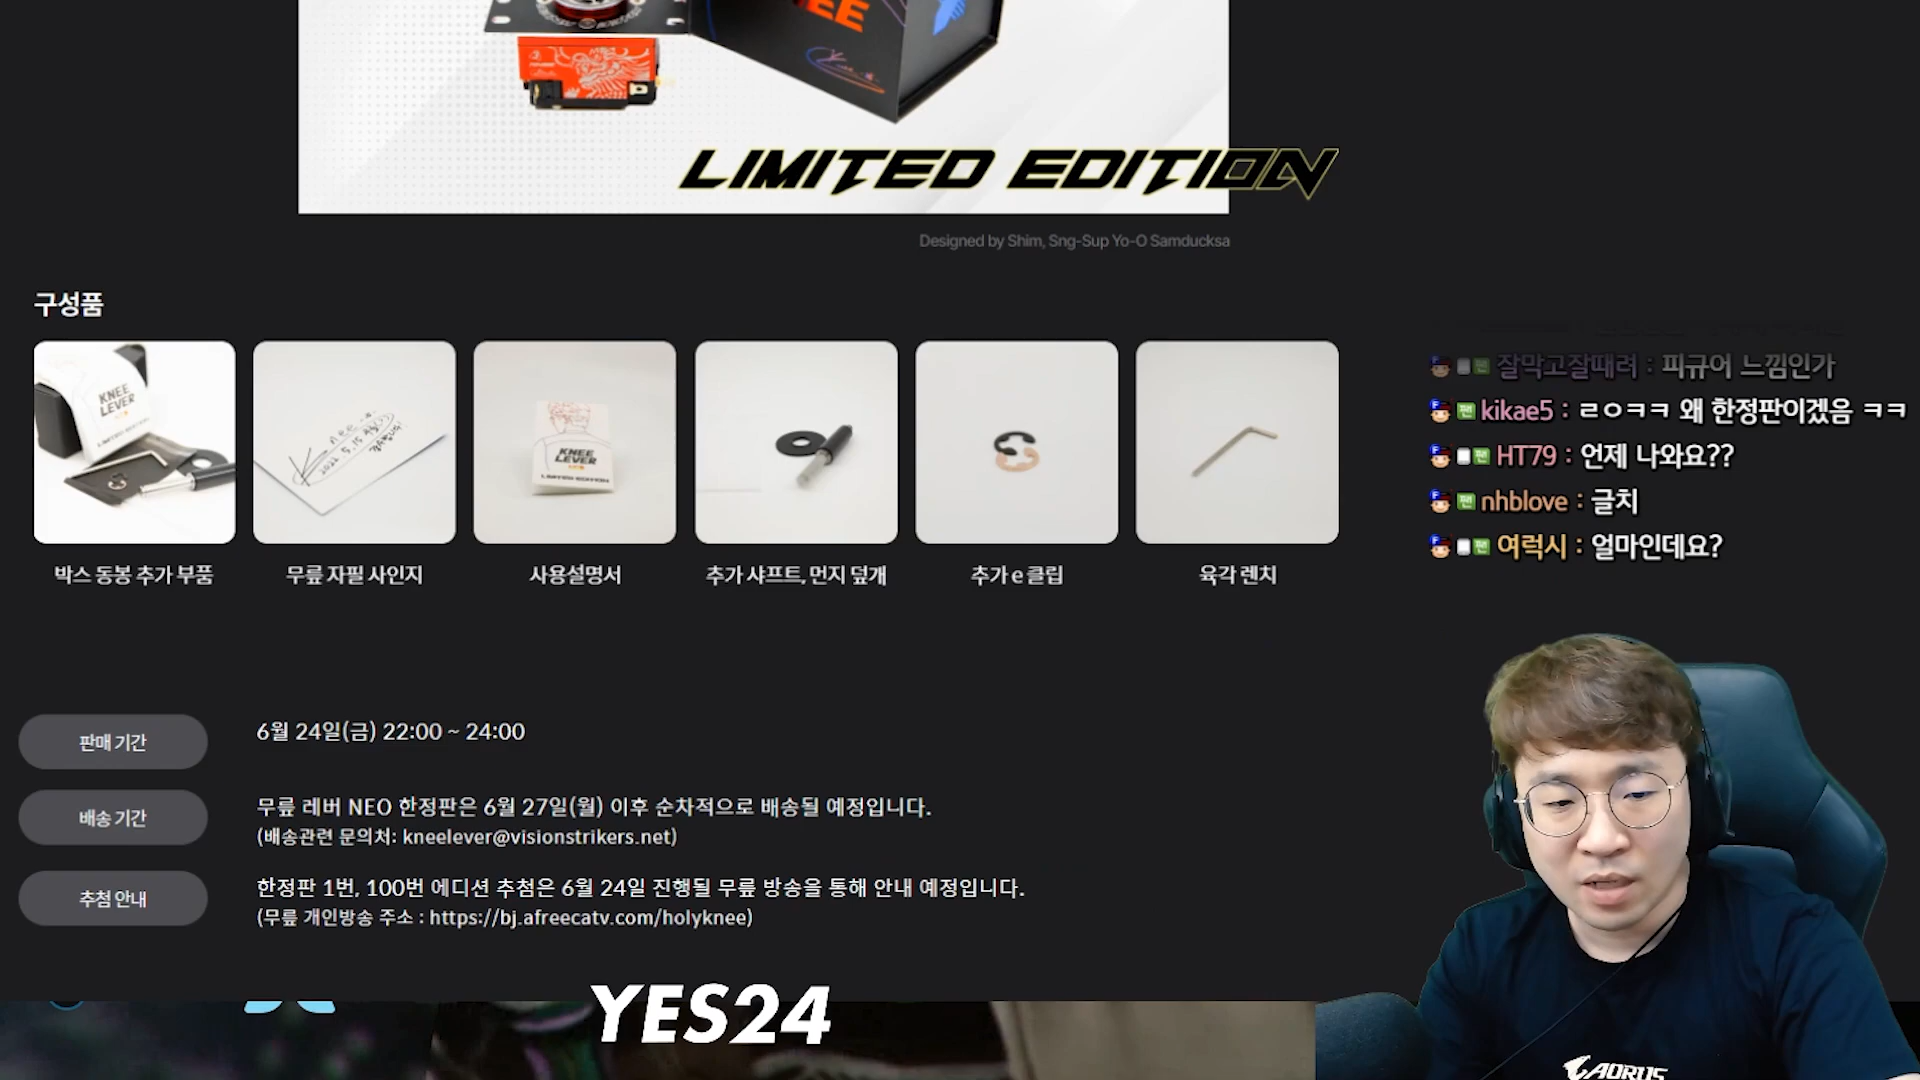 LIMITED EDITION
Designed by Shim, Sng-Sup Yo-O Samducksa
구성품
KNEE
LEVER
2022. 5. 15
KNEE
LEVER
LIMITED EDITION
박스 동봉 추가 부품
무릎 자필 사인지
사용설명서
추가 샤프트, 먼지 덮개
추가 e 클립
육각 렌치
잘막고잘때려 : 피규어 느낌인가
kikae5 : ㄹㅇㅋㅋ 왜 한정판이겠음 ㅋㅋ
HT79 : 언제 나와요??
nhblove : 글치
여럭시 : 얼마인데요?
판매 기간
6월 24일(금) 22:00 ~ 24:00
배송 기간
무릎 레버 NEO 한정판은 6월 27일(월) 이후 순차적으로 배송될 예정입니다.
(배송관련 문의처: kneelever@visionstrikers.net)
추첨 안내
한정판 1번, 100번 에디션 추첨은 6월 24일 진행될 무릎 방송을 통해 안내 예정입니다.
(무릎 개인방송 주소 : https://bj.afreecatv.com/holyknee)
YES24
AORUS